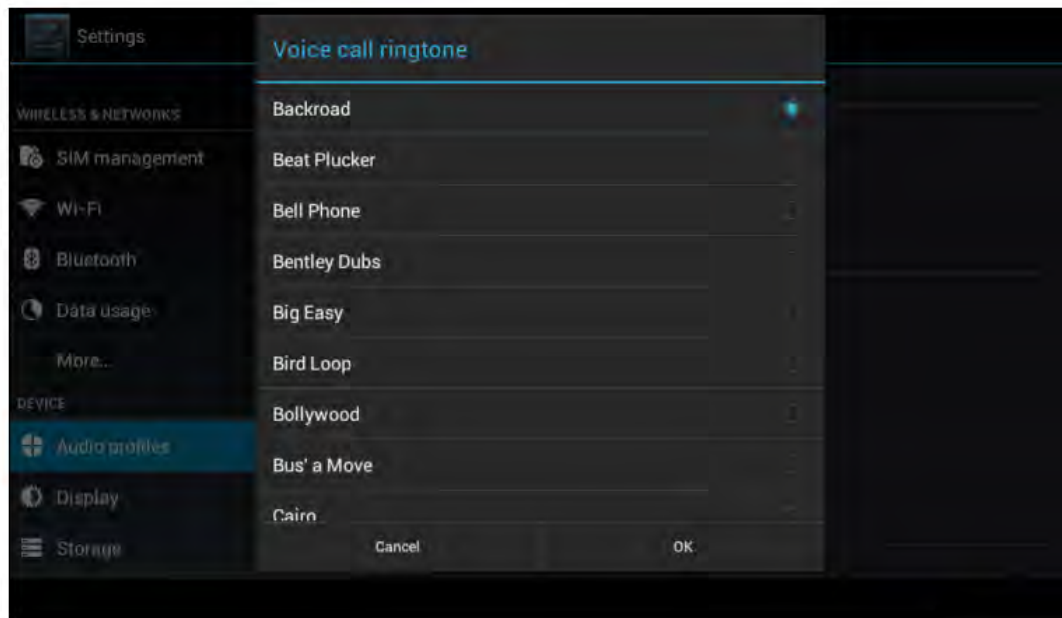 Settings
Voice call ringtone
WIRELESS & NETWORKS
SIM management
Wi-Fi
Bluetooth
Data usage
More...
DEVICE
Audio profiles
Display
Storage
Backroad
Beat Plucker
Bell Phone
Bentley Dubs
Big Easy
Bird Loop
Bollywood
Bus' a Move
Cairo
Cancel
OK